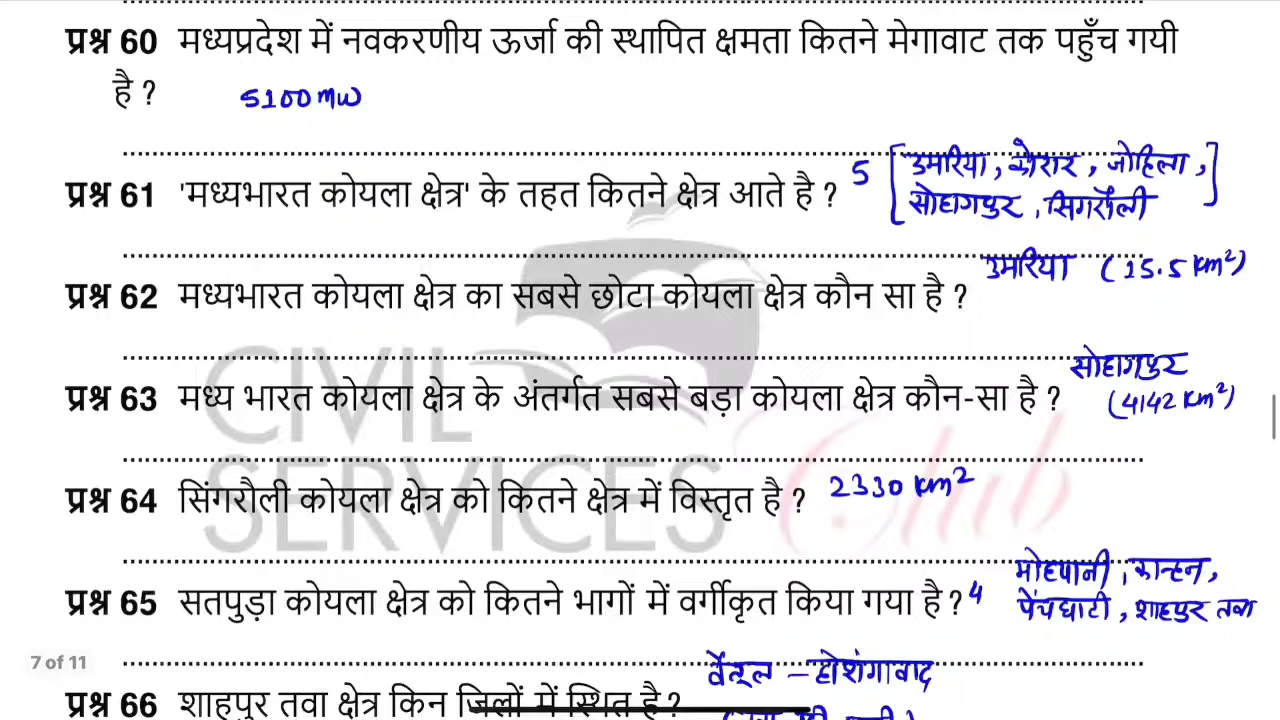 प्रश्न 60 मध्यप्रदेश में नवकरणीय ऊर्जा की स्थापित क्षमता कितने मेगावाट तक पहुँच गयी
है ? 5100 mw
प्रश्न 61 'मध्यभारत कोयला क्षेत्र' के तहत कितने क्षेत्र आते है ? 5 [उमरिया, कोरार, जोहिला,
सोहागपुर, सिंगरौली]
उमरिया (15.5 km²)
प्रश्न 62 मध्यभारत कोयला क्षेत्र का सबसे छोटा कोयला क्षेत्र कौन सा है ?
सोहागपुर
प्रश्न 63 मध्य भारत कोयला क्षेत्र के अंतर्गत सबसे बड़ा कोयला क्षेत्र कौन-सा है ? (4142 km²)
प्रश्न 64 सिंगरौली कोयला क्षेत्र को कितने क्षेत्र में विस्तृत है ? 2330 km²
मोहपानी, कान्हन,
प्रश्न 65 सतपुड़ा कोयला क्षेत्र को कितने भागों में वर्गीकृत किया गया है ? 4 पेंचघाटी, शाहपुर तवा
7 of 11
बैतूल – होशंगाबाद
प्रश्न 66 शाहपुर तवा क्षेत्र किन जिलों में स्थित है ?
CIVIL
SERVICES
Club